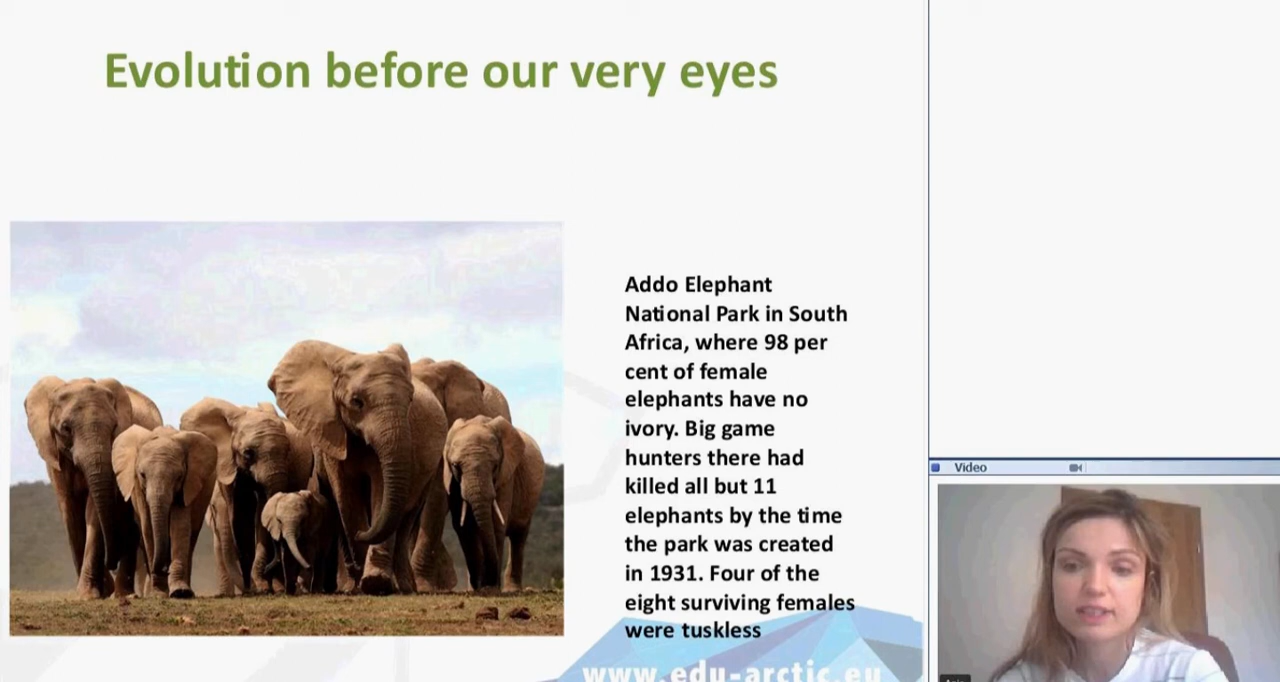 Evolution before our very eyes
Addo Elephant
National Park in South
Africa, where 98 per
cent of female
elephants have no
ivory. Big game
hunters there had
killed all but 11
elephants by the time
the park was created
in 1931. Four of the
eight surviving females
were tuskless
www.edu-arctic.eu
Video